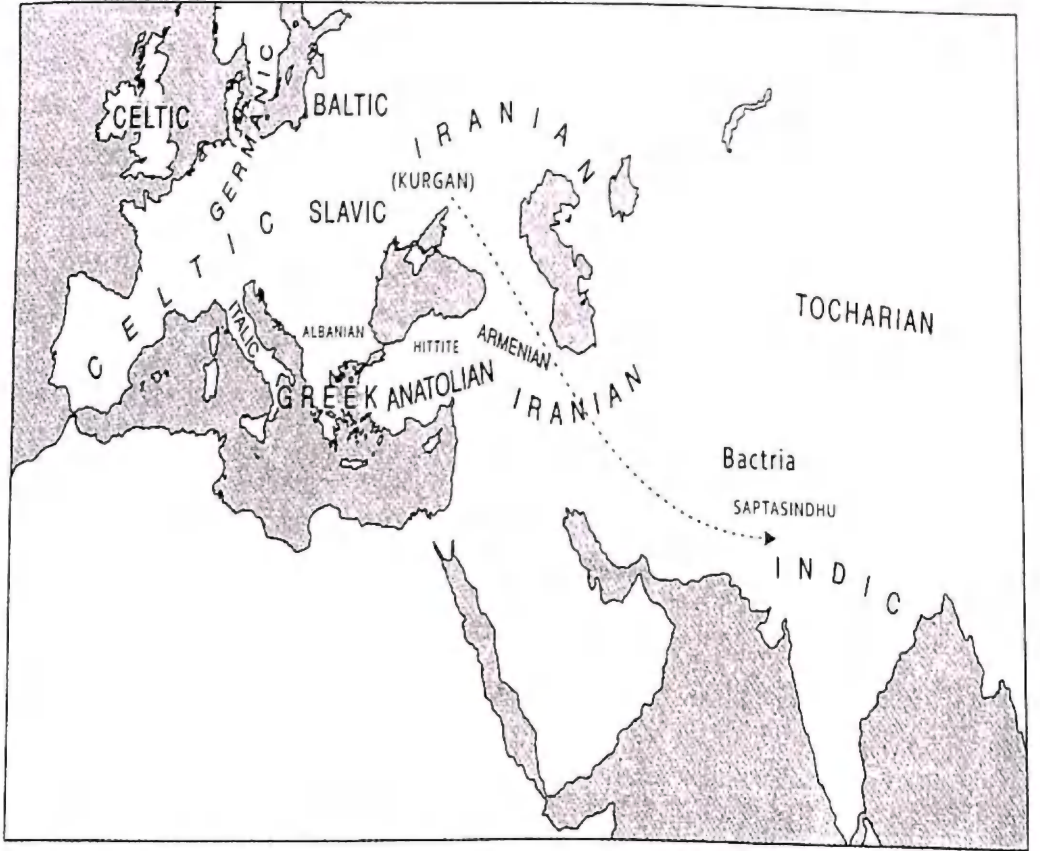 CELTIC
GERMANIC
BALTIC
IRANIAN
(KURGAN)
SLAVIC
CELTIC
ITALIC
ALBANIAN
HITTITE
ARMENIAN
TOCHARIAN
GREEK
ANATOLIAN
IRANIAN
Bactria
SAPTASINDHU
INDIC